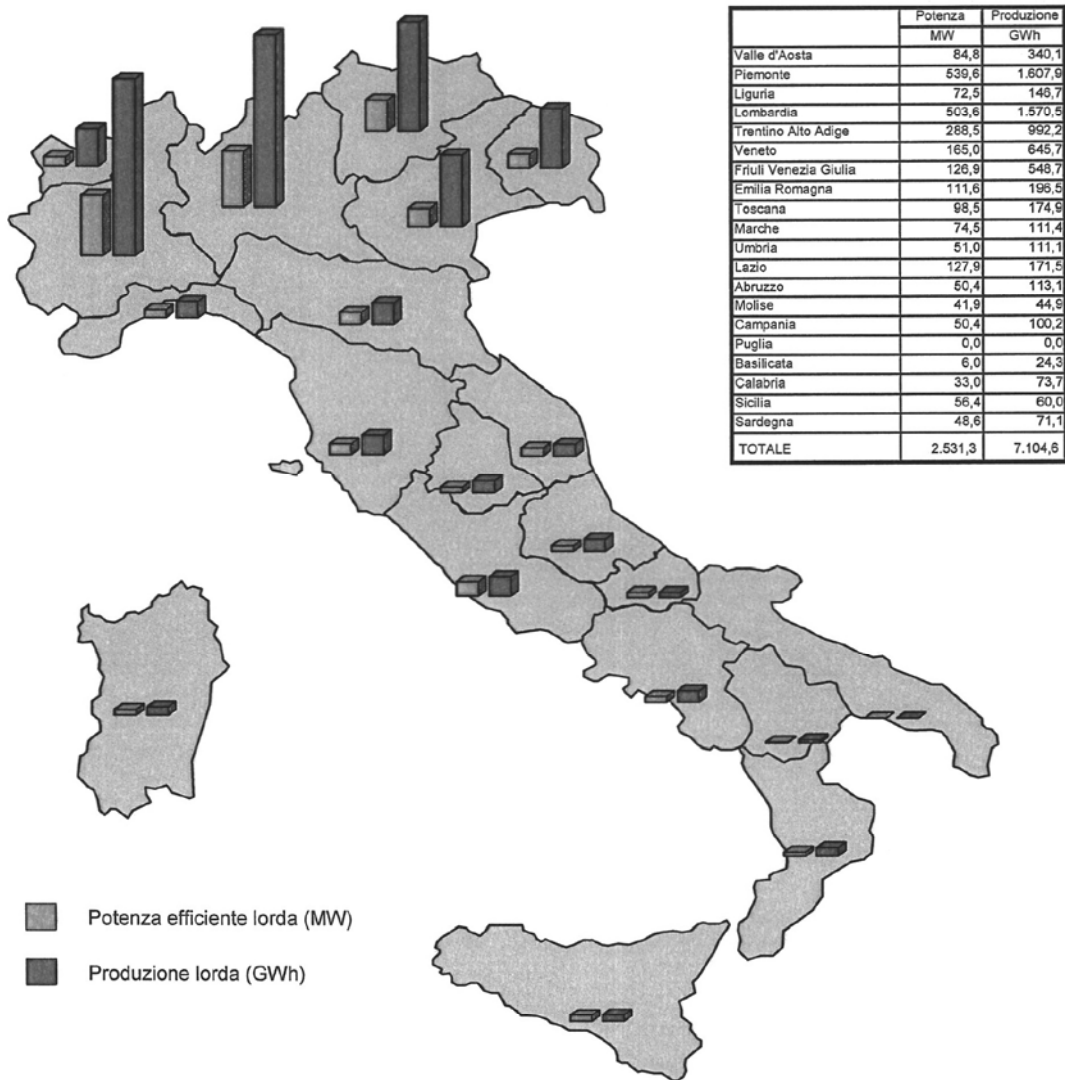 Potenza Produzione
MW GWh
Valle d'Aosta 84,8 340,1
Piemonte 539,6 1.607,9
Liguria 72,5 146,7
Lombardia 503,6 1.570,5
Trentino Alto Adige 288,5 992,2
Veneto 165,0 645,7
Friuli Venezia Giulia 126,9 548,7
Emilia Romagna 111,6 196,5
Toscana 98,5 174,9
Marche 74,5 111,4
Umbria 51,0 111,1
Lazio 127,9 171,5
Abruzzo 50,4 113,1
Molise 41,9 44,9
Campania 50,4 100,2
Puglia 0,0 0,0
Basilicata 6,0 24,3
Calabria 33,0 73,7
Sicilia 56,4 60,0
Sardegna 48,6 71,1
TOTALE 2.531,3 7.104,6
Potenza efficiente lorda (MW)
Produzione lorda (GWh)